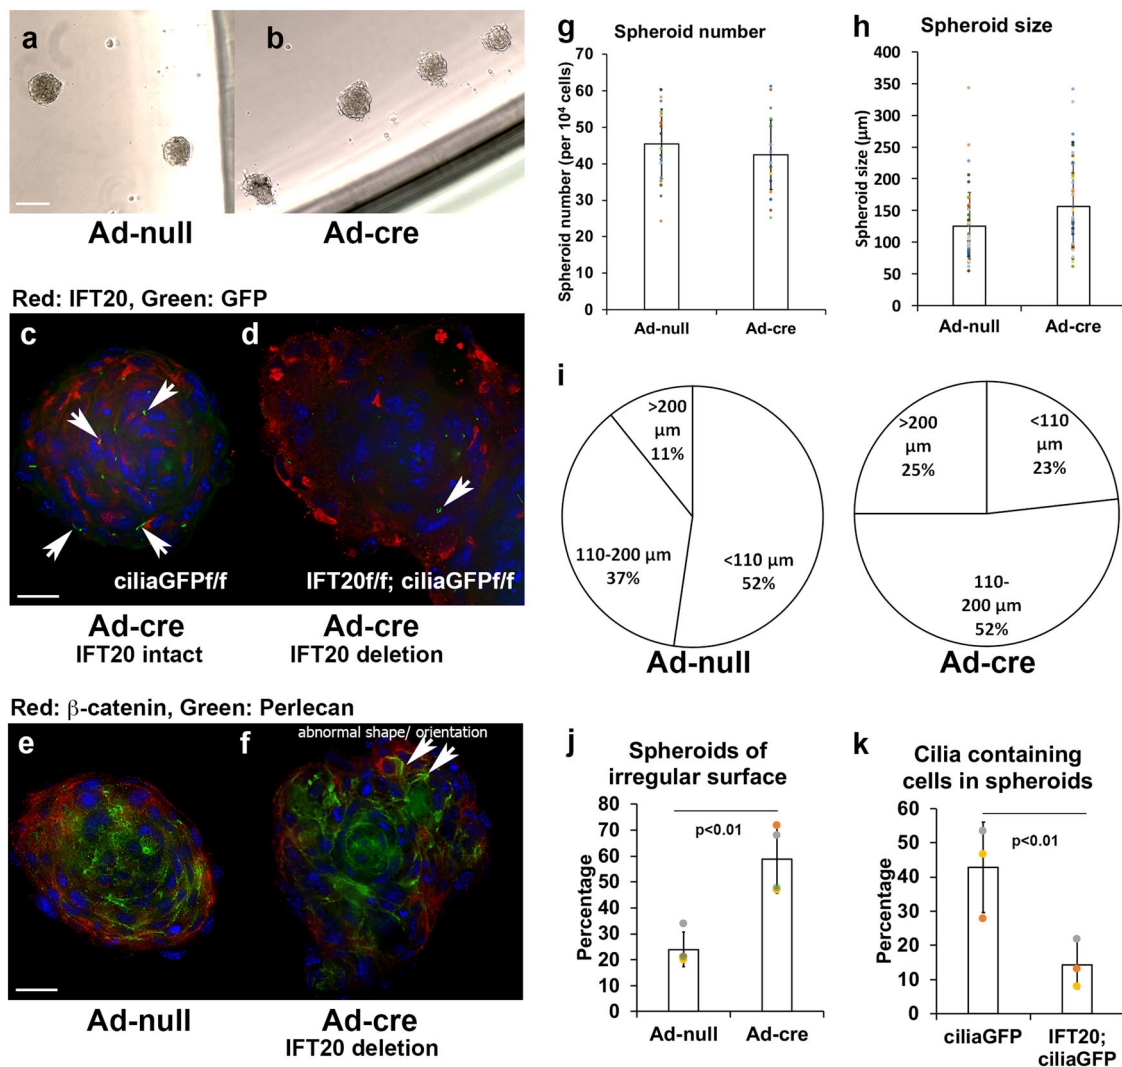 a
b
Ad-null
Ad-cre
Red: IFT20, Green: GFP
c
d
ciliaGFPf/f
IFT20f/f; ciliaGFPf/f
Ad-cre
IFT20 intact
Ad-cre
IFT20 deletion
Red: β-catenin, Green: Perlecan
e
f
abnormal shape/ orientation
Ad-null
Ad-cre
IFT20 deletion
g
Spheroid number
Spheroid number (per 10⁴ cells)
70
60
50
40
30
20
10
0
Ad-null
Ad-cre
h
Spheroid size
Spheroid size (µm)
400
350
300
250
200
150
100
50
0
Ad-null
Ad-cre
i
>200
µm
11%
110-200 µm
37%
<110 µm
52%
Ad-null
>200
µm
25%
<110
µm
23%
110-
200 µm
52%
Ad-cre
j
Spheroids of
irregular surface
Percentage
80
70
60
50
40
30
20
10
0
p<0.01
Ad-null
Ad-cre
k
Cilia containing
cells in spheroids
Percentage
60
50
40
30
20
10
0
p<0.01
ciliaGFP
IFT20;
ciliaGFP